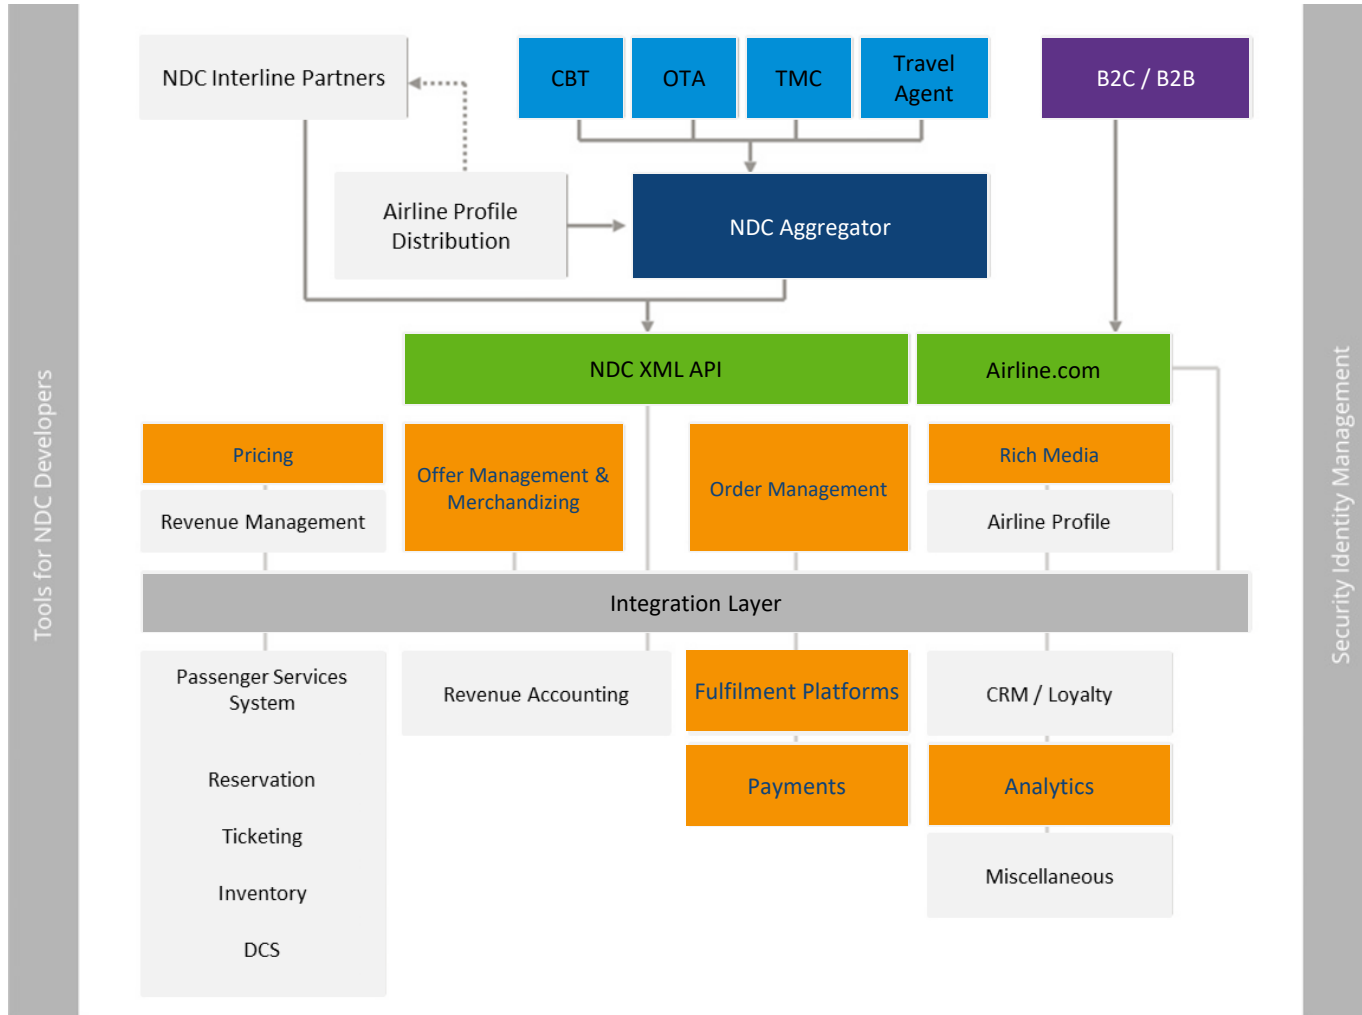 Tools for NDC Developers
NDC Interline Partners
CBT
OTA
TMC
Travel
Agent
B2C / B2B
Airline Profile
Distribution
NDC Aggregator
NDC XML API
Airline.com
Pricing
Revenue Management
Offer Management &
Merchandizing
Order Management
Rich Media
Airline Profile
Integration Layer
Passenger Services
System
Reservation
Ticketing
Inventory
DCS
Revenue Accounting
Fulfilment Platforms
Payments
CRM / Loyalty
Analytics
Miscellaneous
Security Identity Management